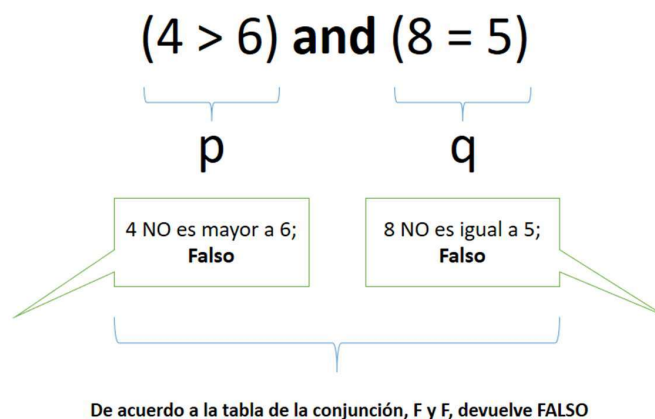 (4 > 6) and (8 = 5)
p q
4 NO es mayor a 6;
Falso
8 NO es igual a 5;
Falso
De acuerdo a la tabla de la conjunción, F y F, devuelve FALSO